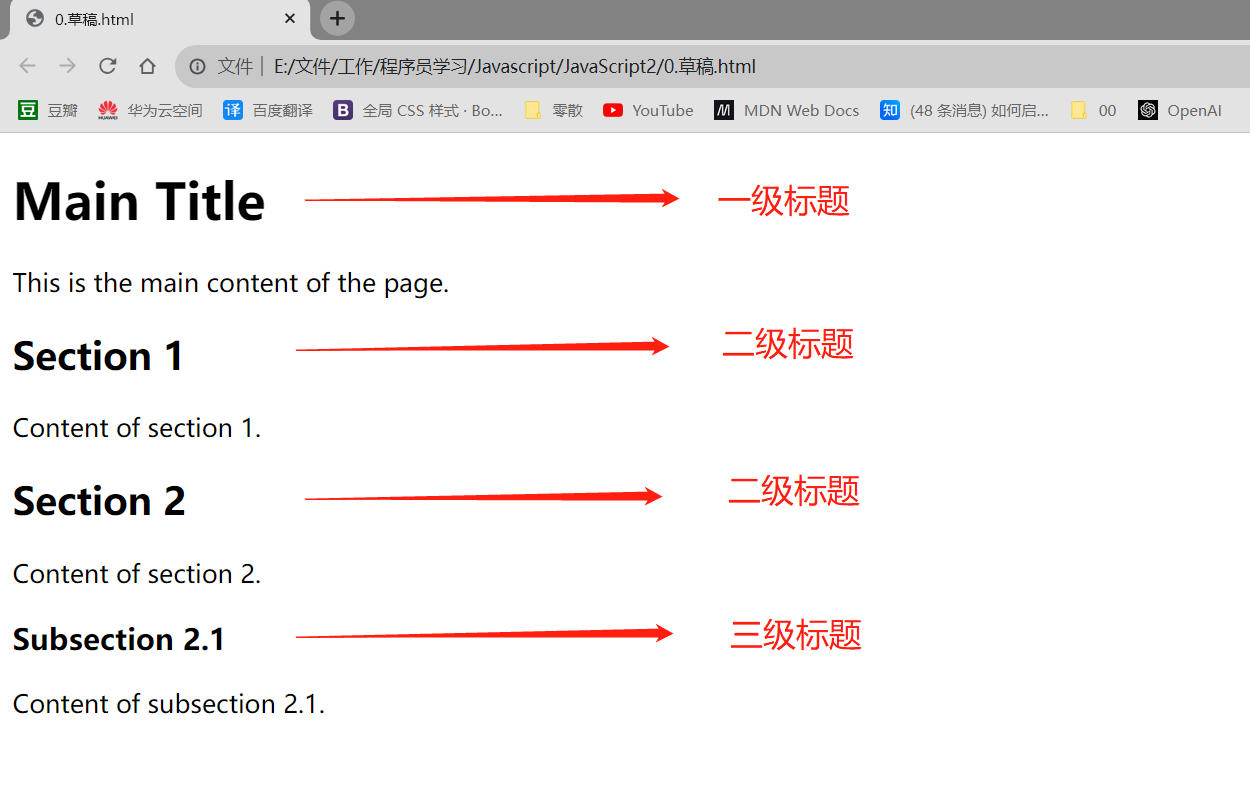 0.草稿.html
文件 E:/文件/工作/程序员学习/Javascript/JavaScript2/0.草稿.html
豆 豆瓣 HUAWEI 华为云空间 译 百度翻译 B 全局 CSS 样式 · Bo... 零散 YouTube M MDN Web Docs 知 (48 条消息) 如何启... 00 OpenAI
Main Title 一级标题
This is the main content of the page.
Section 1 二级标题
Content of section 1.
Section 2 二级标题
Content of section 2.
Subsection 2.1 三级标题
Content of subsection 2.1.